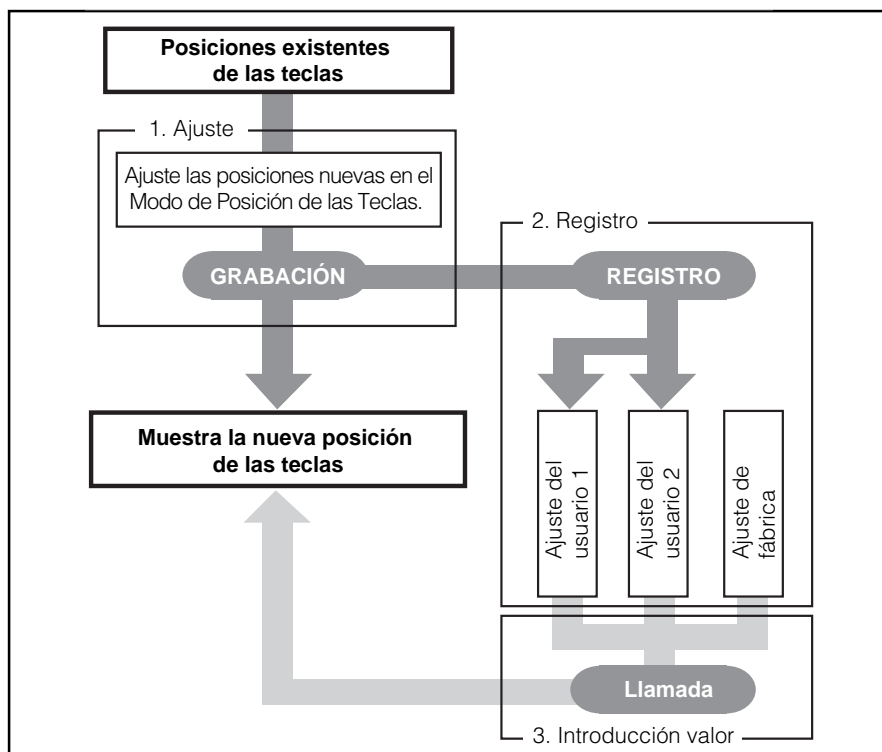 Posiciones existentes
de las teclas
1. Ajuste
Ajuste las posiciones nuevas en el
Modo de Posición de las Teclas.
2. Registro
GRABACIÓN
REGISTRO
Muestra la nueva posición
de las teclas
Ajuste del
usuario 1
Ajuste del
usuario 2
Ajuste de
fábrica
Llamada
3. Introducción valor